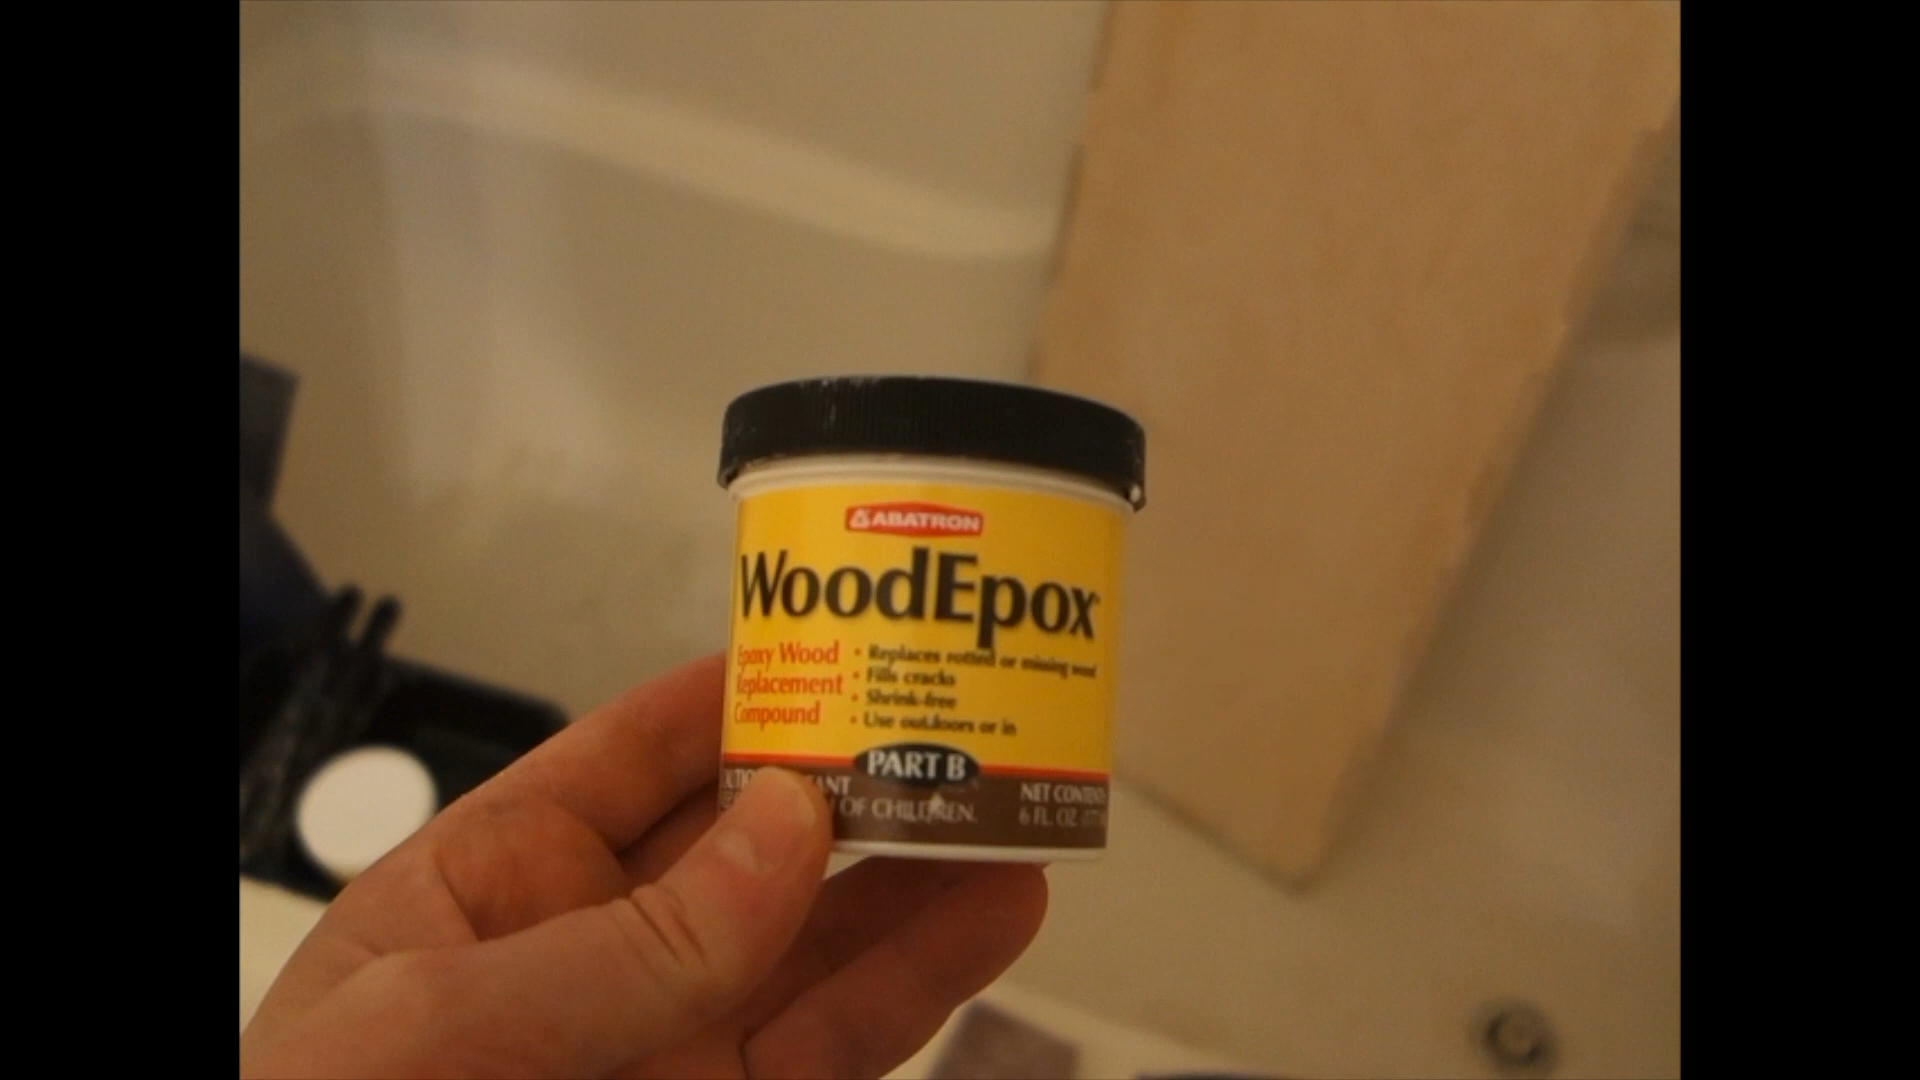 ABATRON
WoodEpox
Epoxy Wood
Replacement
Compound
• Replaces rotted or missing wood
• Fills cracks
• Shrink-free
• Use outdoors or in
PART B
OF CHILDREN.
NET CONTENTS
6 FL. OZ